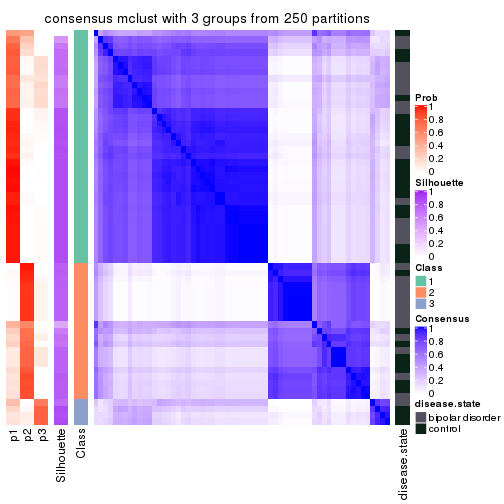 consensus mclust with 3 groups from 250 partitions
Prob
1
0.8
0.6
0.4
0.2
0
Silhouette
1
0.8
0.6
0.4
0.2
0
Class
1
2
3
Consensus
1
0.8
0.6
0.4
0.2
0
disease.state
bipolar disorder
control
p1
p2
p3
Silhouette
Class
disease.state